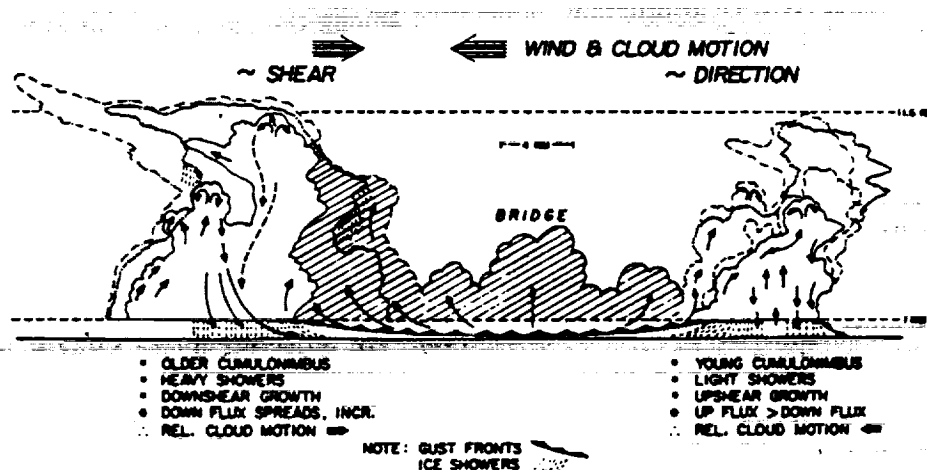 WIND & CLOUD MOTION
~ SHEAR
~ DIRECTION
BRIDGE
• OLDER CUMULONIMBUS
• HEAVY SHOWERS
• DOWNSHEAR GROWTH
• DOWN FLUX SPREADS, INCR.
∴ REL. CLOUD MOTION
• YOUNG CUMULONIMBUS
• LIGHT SHOWERS
• UPSHEAR GROWTH
• UP FLUX > DOWN FLUX
∴ REL. CLOUD MOTION
NOTE: GUST FRONTS
ICE SHOWERS